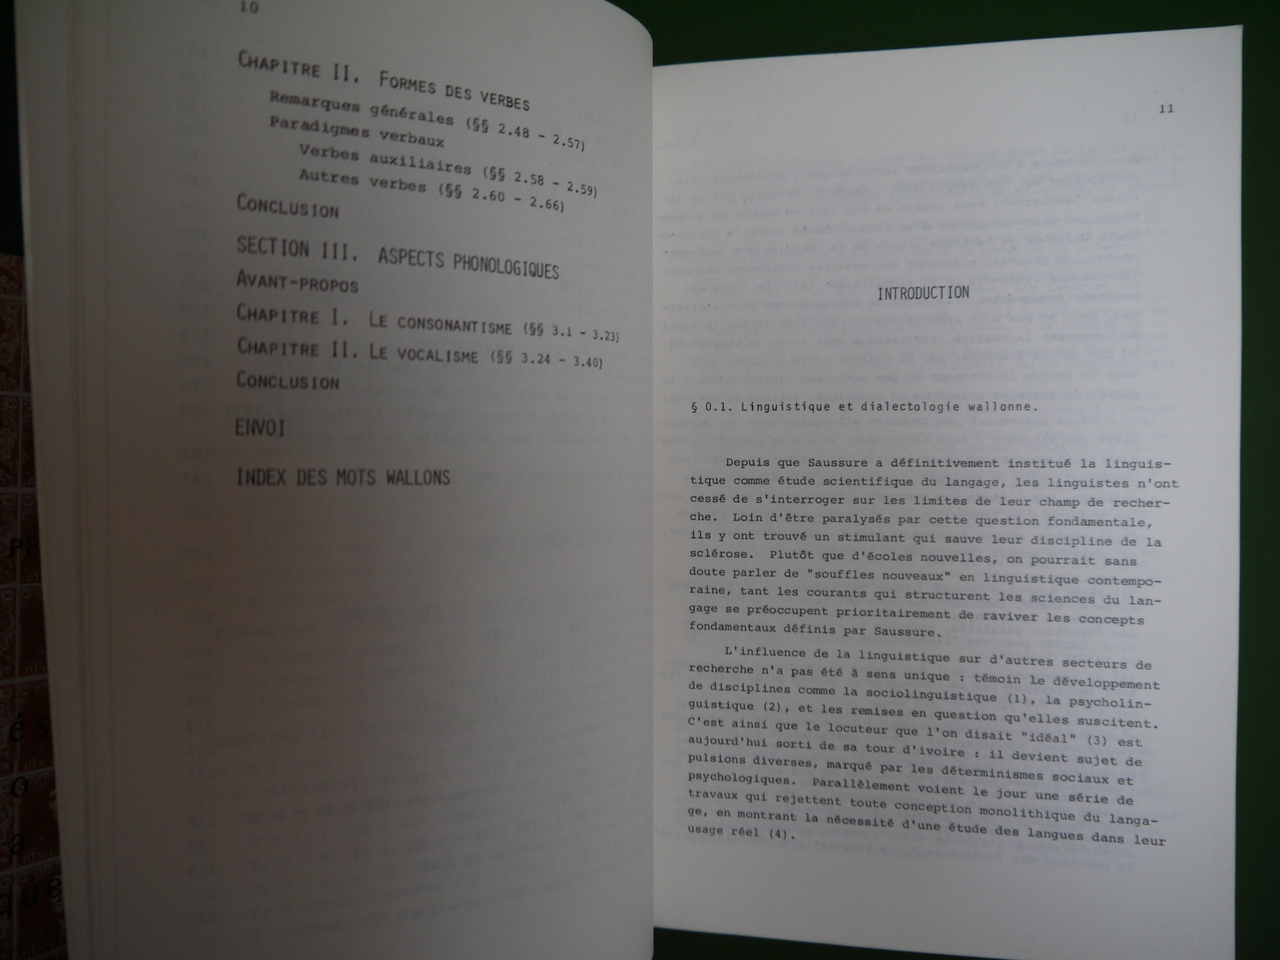 10
CHAPITRE II. FORMES DES VERBES
Remarques générales (§§ 2.48 - 2.57)
Paradigmes verbaux
Verbes auxiliaires (§§ 2.58 - 2.59)
Autres verbes (§§ 2.60 - 2.66)
CONCLUSION
SECTION III. ASPECTS PHONOLOGIQUES
AVANT-PROPOS
CHAPITRE I. LE CONSONANTISME (§§ 3.1 - 3.23)
CHAPITRE II. LE VOCALISME (§§ 3.24 - 3.40)
CONCLUSION
ENVOI
INDEX DES MOTS WALLONS
11
INTRODUCTION
§ 0.1. Linguistique et dialectologie wallonne.
Depuis que Saussure a définitivement institué la linguis-
tique comme étude scientifique du langage, les linguistes n'ont
cessé de s'interroger sur les limites de leur champ de recher-
che. Loin d'être paralysés par cette question fondamentale,
ils y ont trouvé un stimulant qui sauve leur discipline de la
sclérose. Plutôt que d'écoles nouvelles, on pourrait sans
doute parler de "souffles nouveaux" en linguistique contempo-
raine, tant les courants qui structurent les sciences du lan-
gage se préoccupent prioritairement de raviver les concepts
fondamentaux définis par Saussure.
L'influence de la linguistique sur d'autres secteurs de
recherche n'a pas été à sens unique : témoin le développement
de disciplines comme la sociolinguistique (1), la psycholin-
guistique (2), et les remises en question qu'elles suscitent.
C'est ainsi que le locuteur que l'on disait "idéal" (3) est
aujourd'hui sorti de sa tour d'ivoire : il devient sujet de
pulsions diverses, marqué par les déterminismes sociaux et
psychologiques. Parallèlement voient le jour une série de
travaux qui rejettent toute conception monolithique du langa-
ge, en montrant la nécessité d'une étude des langues dans leur
usage réel (4).